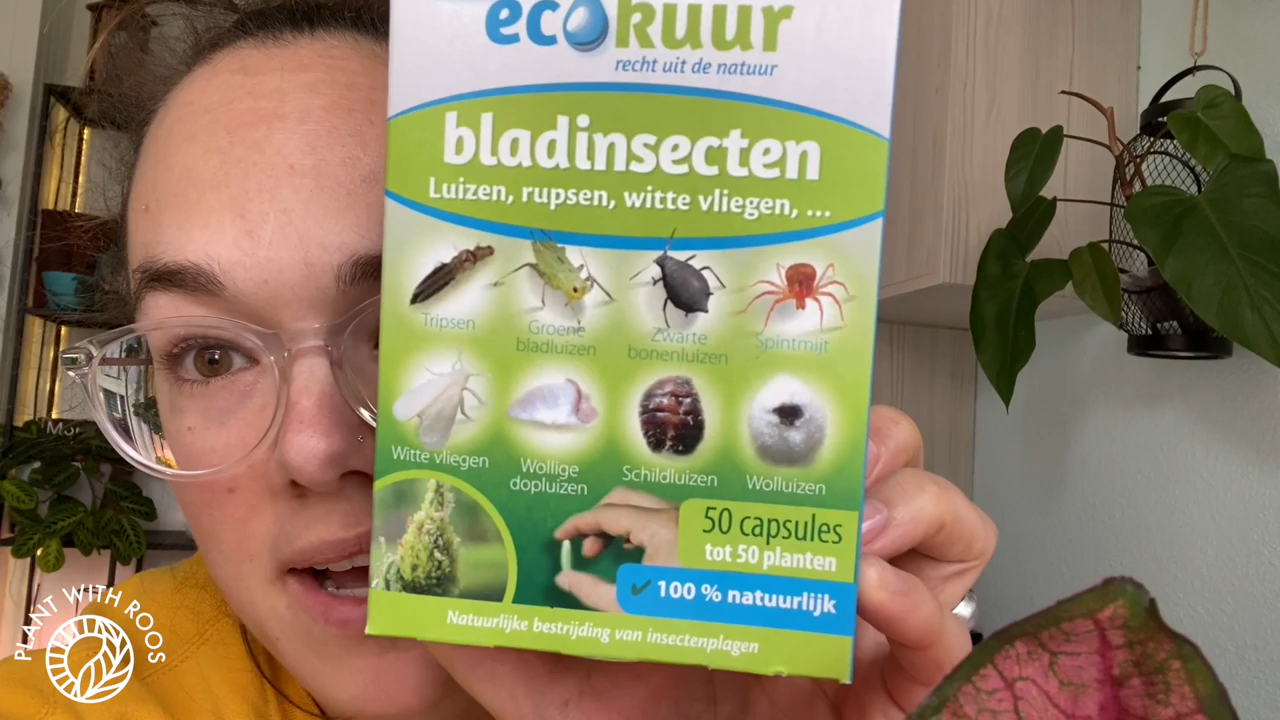 ecokuur
recht uit de natuur
bladinsecten
Luizen, rupsen, witte vliegen, ...
Tripsen
Groene
bladluizen
Zwarte
bonenluizen
Spintmijt
Witte vliegen
Wollige
dopluizen
Schildluizen
Wolluizen
50 capsules
tot 50 planten
✔ 100 % natuurlijk
Natuurlijke bestrijding van insectenplagen
PLANT WITH ROOS